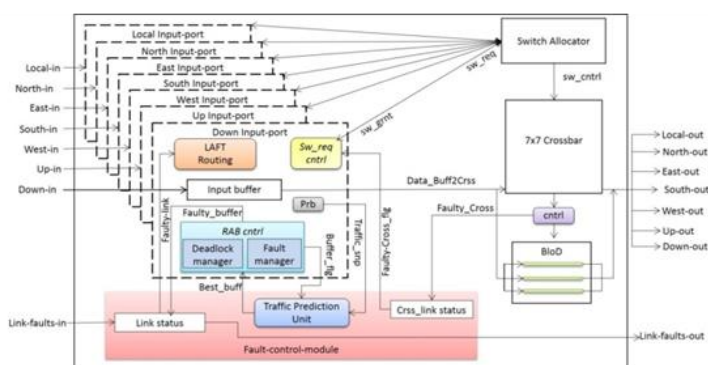 Local Input-port
North Input-port
East Input-port
South Input-port
West Input-port
Up Input-port
Down Input-port
Local-in
North-in
East-in
South-in
West-in
Up-in
Down-in
LAFT
Routing
Sw_req
cntrl
Input buffer
Prb
Faulty_buffer
RAB cntrl
Deadlock
manager
Fault
manager
Best_buff
Buffer_flg
Traffic_snp
Faulty-link
Faulty-Cross_flg
sw_req
sw_grnt
Switch Allocator
sw_cntrl
7x7 Crossbar
Data_Buff2Crss
Faulty_Cross
cntrl
BIoD
Local-out
North-out
East-out
South-out
West-out
Up-out
Down-out
Link-faults-in
Link status
Traffic Prediction
Unit
Crss_link status
Link-faults-out
Fault-control-module